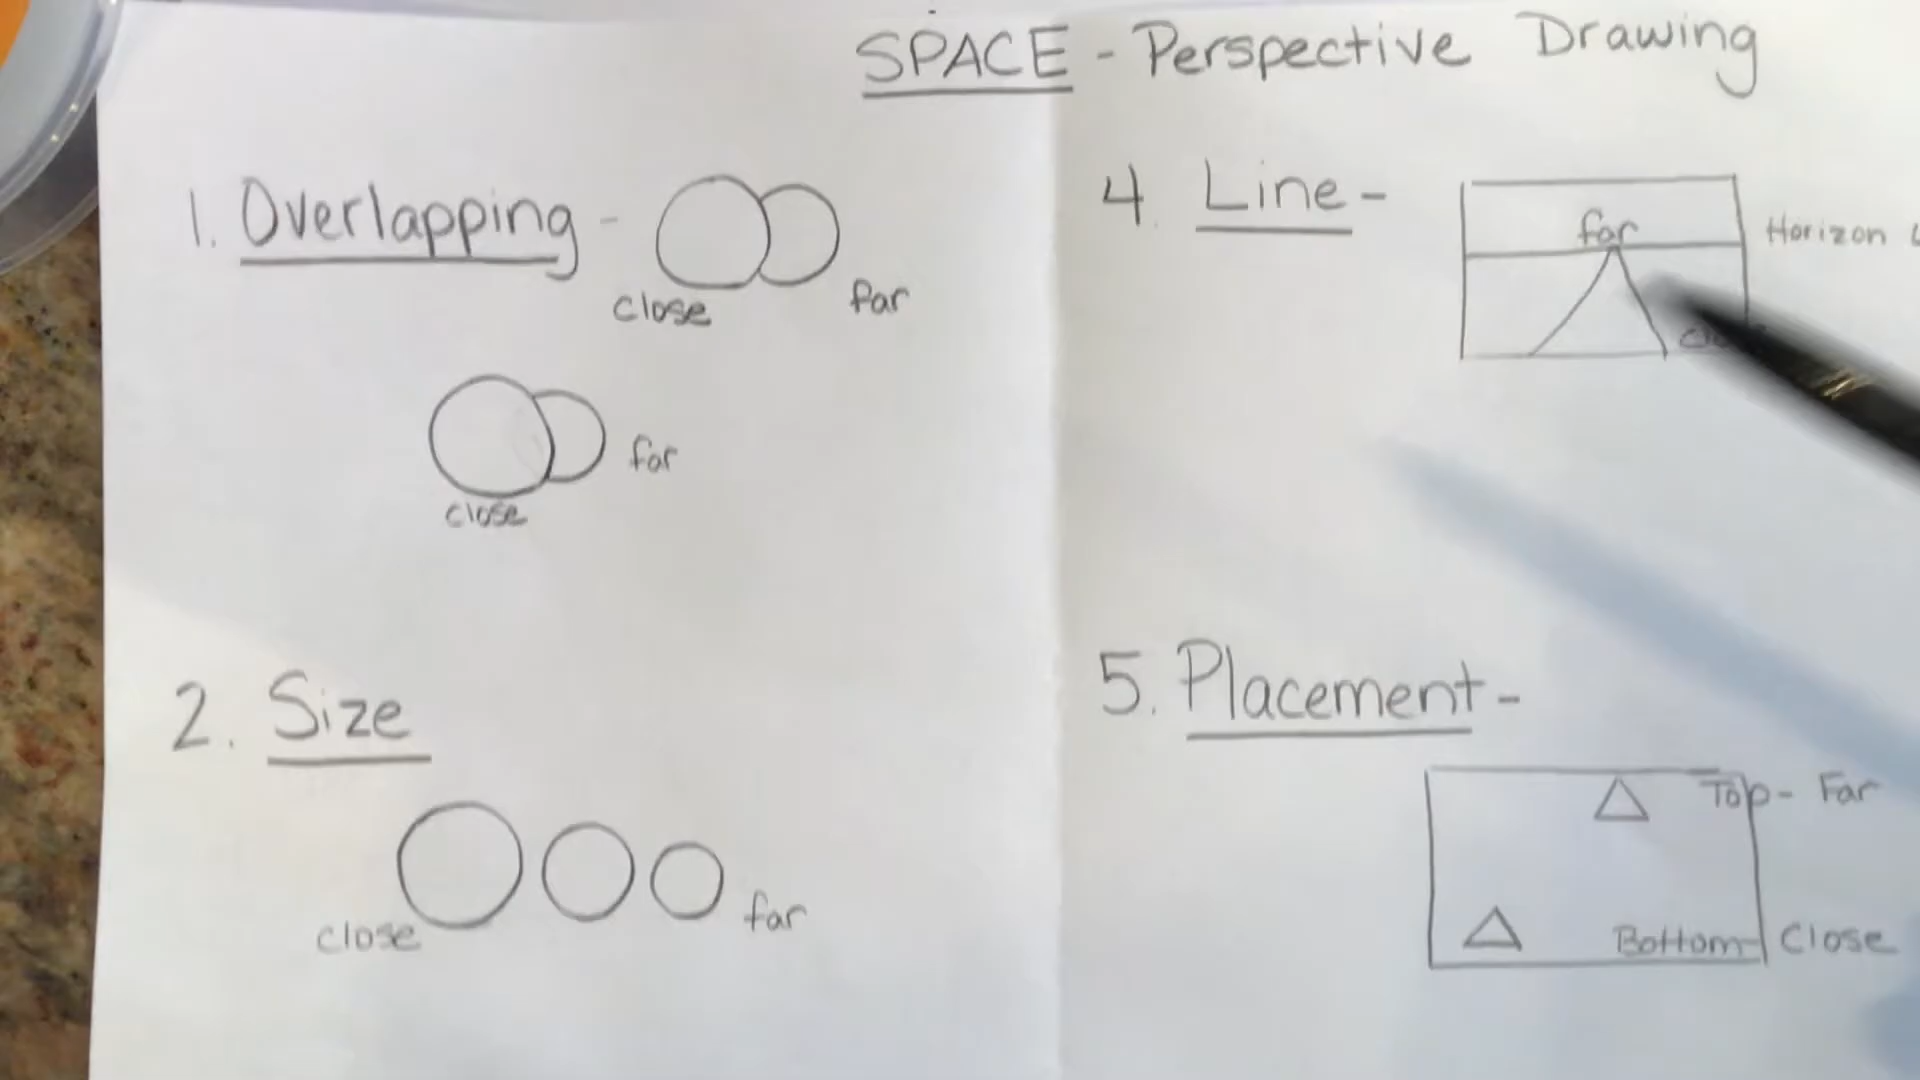 SPACE - Perspective Drawing
1. Overlapping -
close
far
close
far
2. Size
close
far
4. Line -
far
Horizon
5. Placement -
Top - Far
Bottom - Close